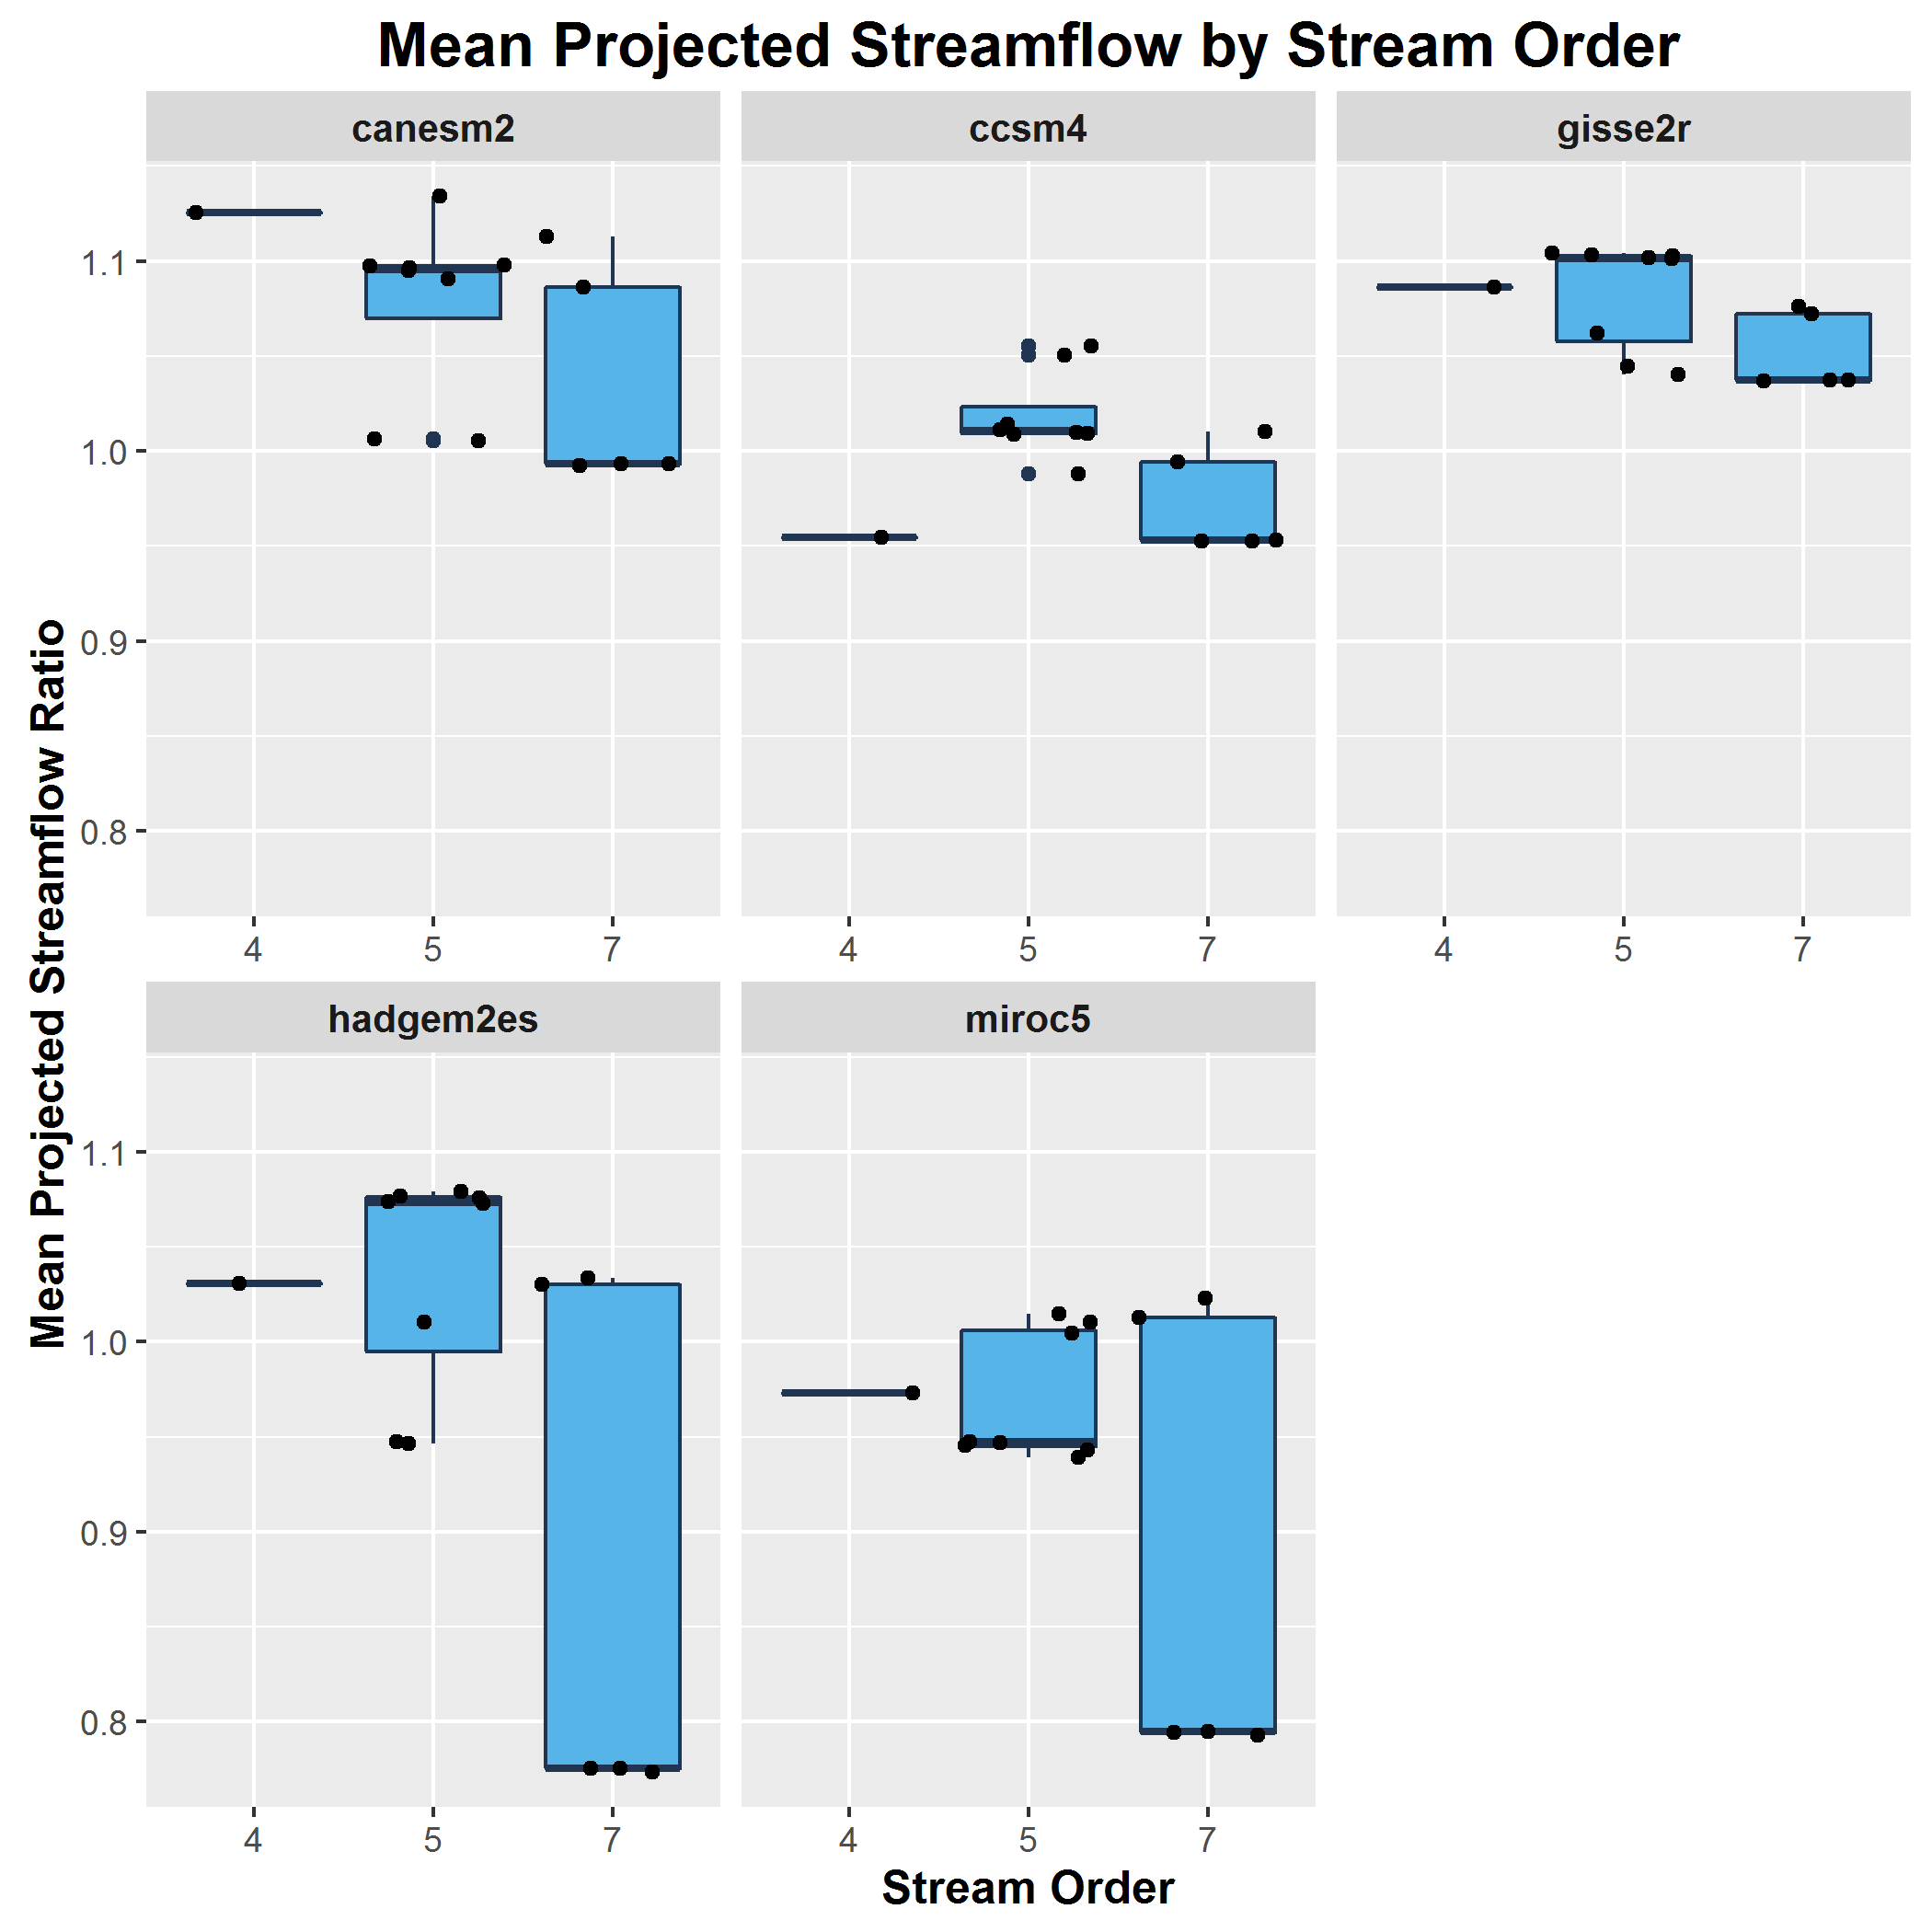 Mean Projected Streamflow by Stream Order
canesm2
ccsm4
gisse2r
1.1
1.0
0.9
0.8
4 5 7
4 5 7
4 5 7
Mean Projected Streamflow Ratio
hadgem2es
miroc5
1.1
1.0
0.9
0.8
4 5 7
4 5 7
Stream Order